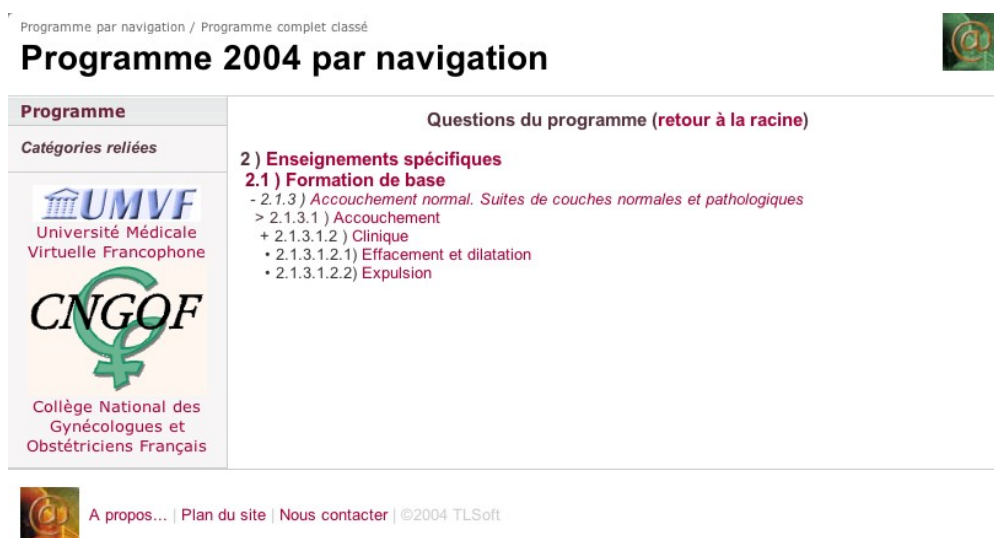 Programme par navigation / Programme complet classé
Programme 2004 par navigation
Programme
Catégories reliées
UMVF
Université Médicale
Virtuelle Francophone
CNGOF
Collège National des
Gynécologues et
Obstétriciens Français
Questions du programme (retour à la racine)
2 ) Enseignements spécifiques
2.1 ) Formation de base
- 2.1.3 ) Accouchement normal. Suites de couches normales et pathologiques
> 2.1.3.1 ) Accouchement
+ 2.1.3.1.2 ) Clinique
• 2.1.3.1.2.1) Effacement et dilatation
• 2.1.3.1.2.2) Expulsion
A propos... | Plan du site | Nous contacter | ©2004 TLSoft